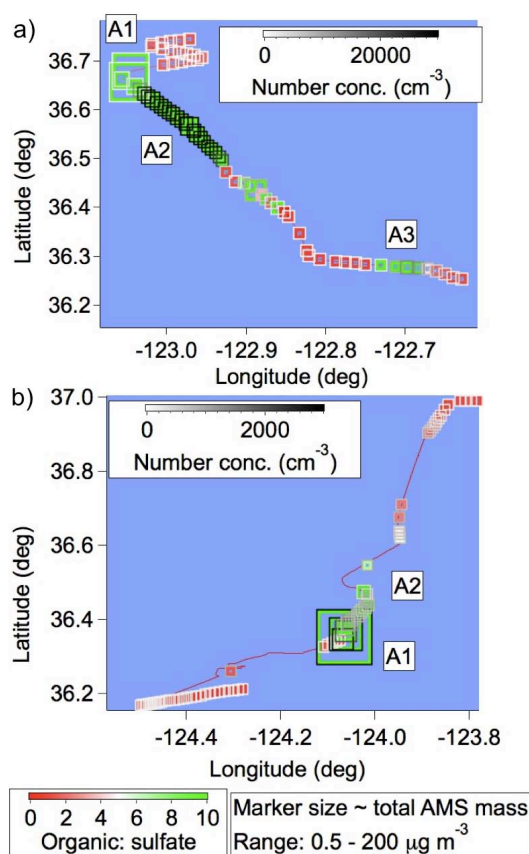 a)
A1
0 20000
Number conc. (cm-3)
36.7
36.6
36.5
36.4
36.3
36.2
Latitude (deg)
A2
A3
-123.0 -122.9 -122.8 -122.7
Longitude (deg)
b)
37.0
36.8
36.6
36.4
36.2
Latitude (deg)
0 2000
Number conc. (cm-3)
A2
A1
-124.4 -124.2 -124.0 -123.8
Longitude (deg)
0 2 4 6 8 10
Organic: sulfate
Marker size ~ total AMS mass
Range: 0.5 - 200 μg m-3